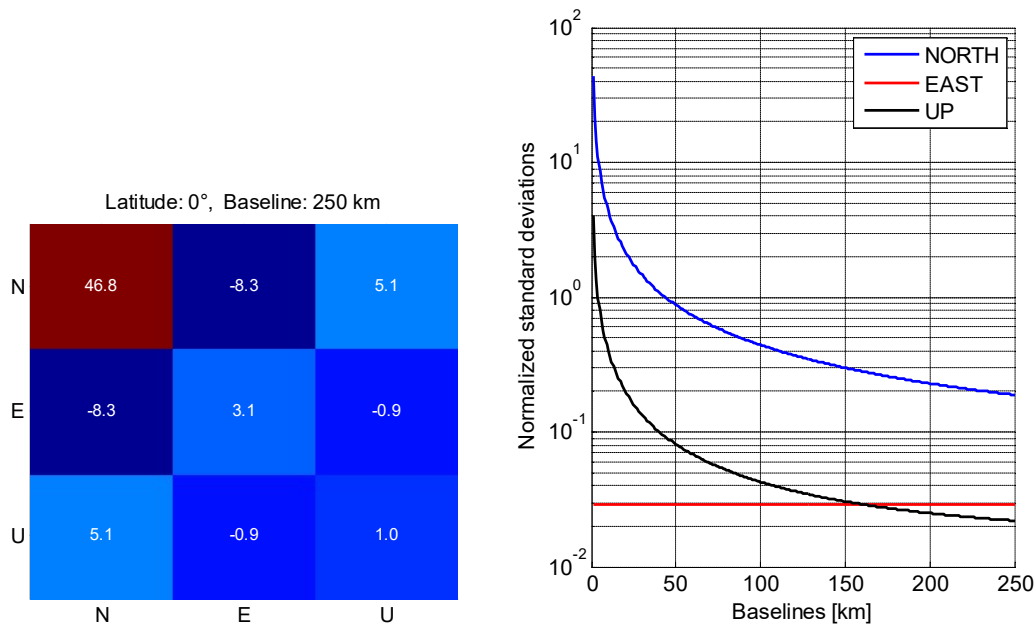 Latitude: 0°,  Baseline: 250 km
N 46.8 -8.3 5.1
E -8.3 3.1 -0.9
U 5.1 -0.9 1.0
N E U
Normalized standard deviations
10^2
10^1
10^0
10^-1
10^-2
NORTH
EAST
UP
0 50 100 150 200 250
Baselines [km]